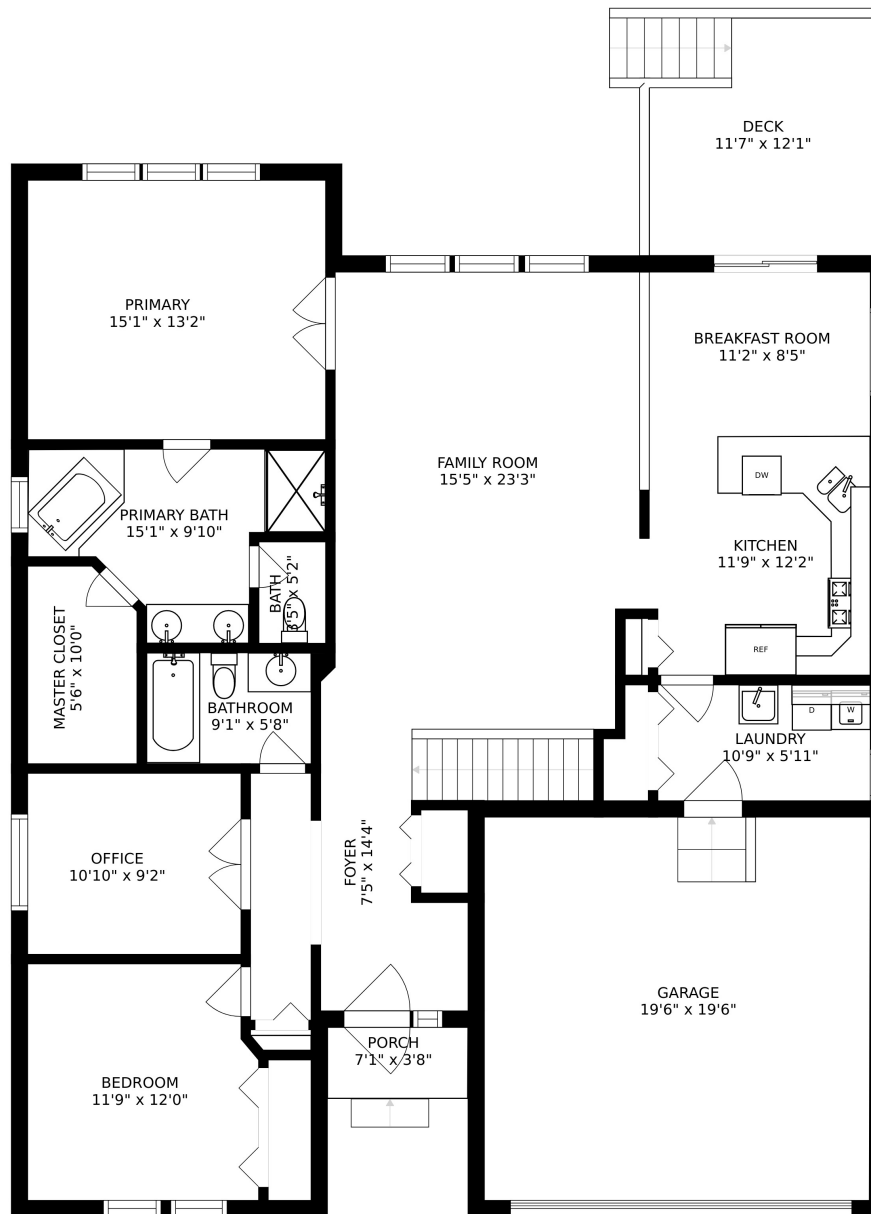 DECK
11'7" x 12'1"
PRIMARY
15'1" x 13'2"
BREAKFAST ROOM
11'2" x 8'5"
FAMILY ROOM
15'5" x 23'3"
DW
PRIMARY BATH
15'1" x 9'10"
KITCHEN
11'9" x 12'2"
BATH
3'5" x 5'2"
MASTER CLOSET
5'6" x 10'0"
REF
BATHROOM
9'1" x 5'8"
D
W
LAUNDRY
10'9" x 5'11"
OFFICE
10'10" x 9'2"
FOYER
7'5" x 14'4"
GARAGE
19'6" x 19'6"
PORCH
7'1" x 3'8"
BEDROOM
11'9" x 12'0"